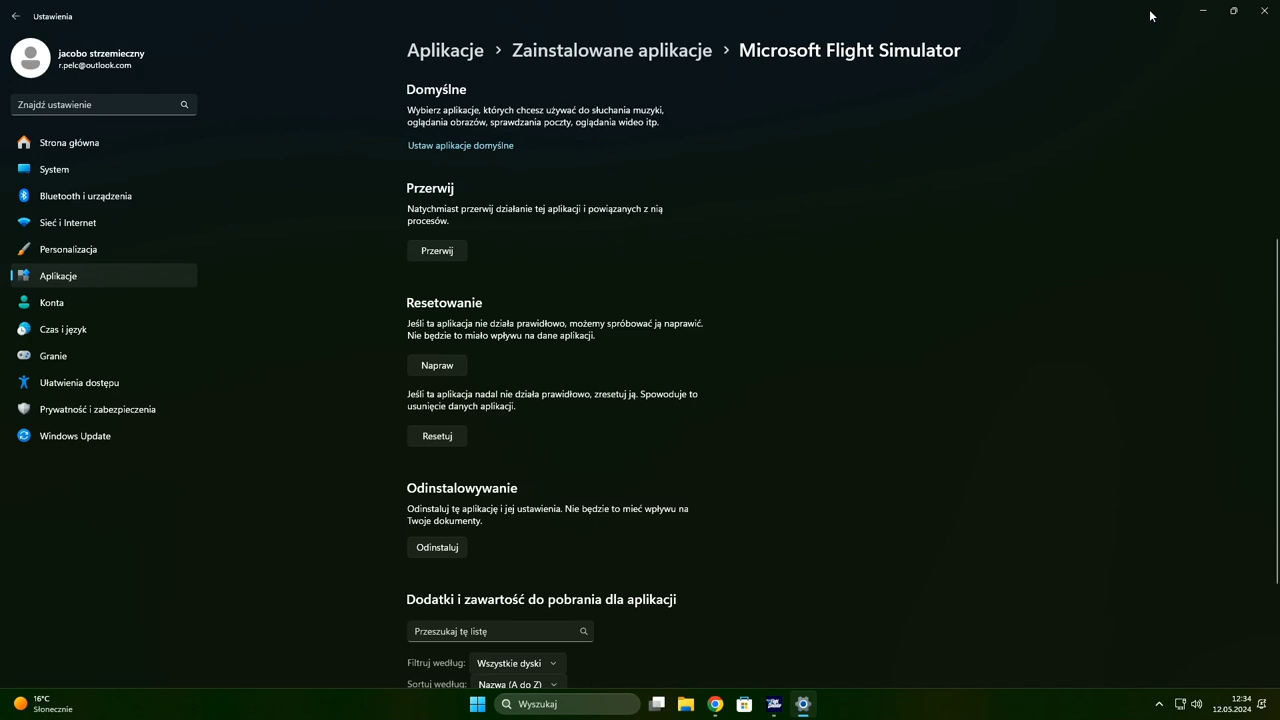 Ustawienia
jacobo strzemieczny
r.pelc@outlook.com
Znajdź ustawienie
Strona główna
System
Bluetooth i urządzenia
Sieć i Internet
Personalizacja
Aplikacje
Konta
Czas i język
Granie
Ułatwienia dostępu
Prywatność i zabezpieczenia
Windows Update
Aplikacje > Zainstalowane aplikacje > Microsoft Flight Simulator
Domyślne
Wybierz aplikacje, których chcesz używać do słuchania muzyki,
oglądania obrazów, sprawdzania poczty, oglądania wideo itp.
Ustaw aplikacje domyślne
Przerwij
Natychmiast przerwij działanie tej aplikacji i powiązanych z nią
procesów.
Przerwij
Resetowanie
Jeśli ta aplikacja nie działa prawidłowo, możemy spróbować ją naprawić.
Nie będzie to miało wpływu na dane aplikacji.
Napraw
Jeśli ta aplikacja nadal nie działa prawidłowo, zresetuj ją. Spowoduje to
usunięcie danych aplikacji.
Resetuj
Odinstalowywanie
Odinstaluj tę aplikację i jej ustawienia. Nie będzie to mieć wpływu na
Twoje dokumenty.
Odinstaluj
Dodatki i zawartość do pobrania dla aplikacji
Przeszukaj tę listę
Filtruj według: Wszystkie dyski
Sortuj według: Nazwa (A do Z)
16°C
Słonecznie
Wyszukaj
12:34
12.05.2024